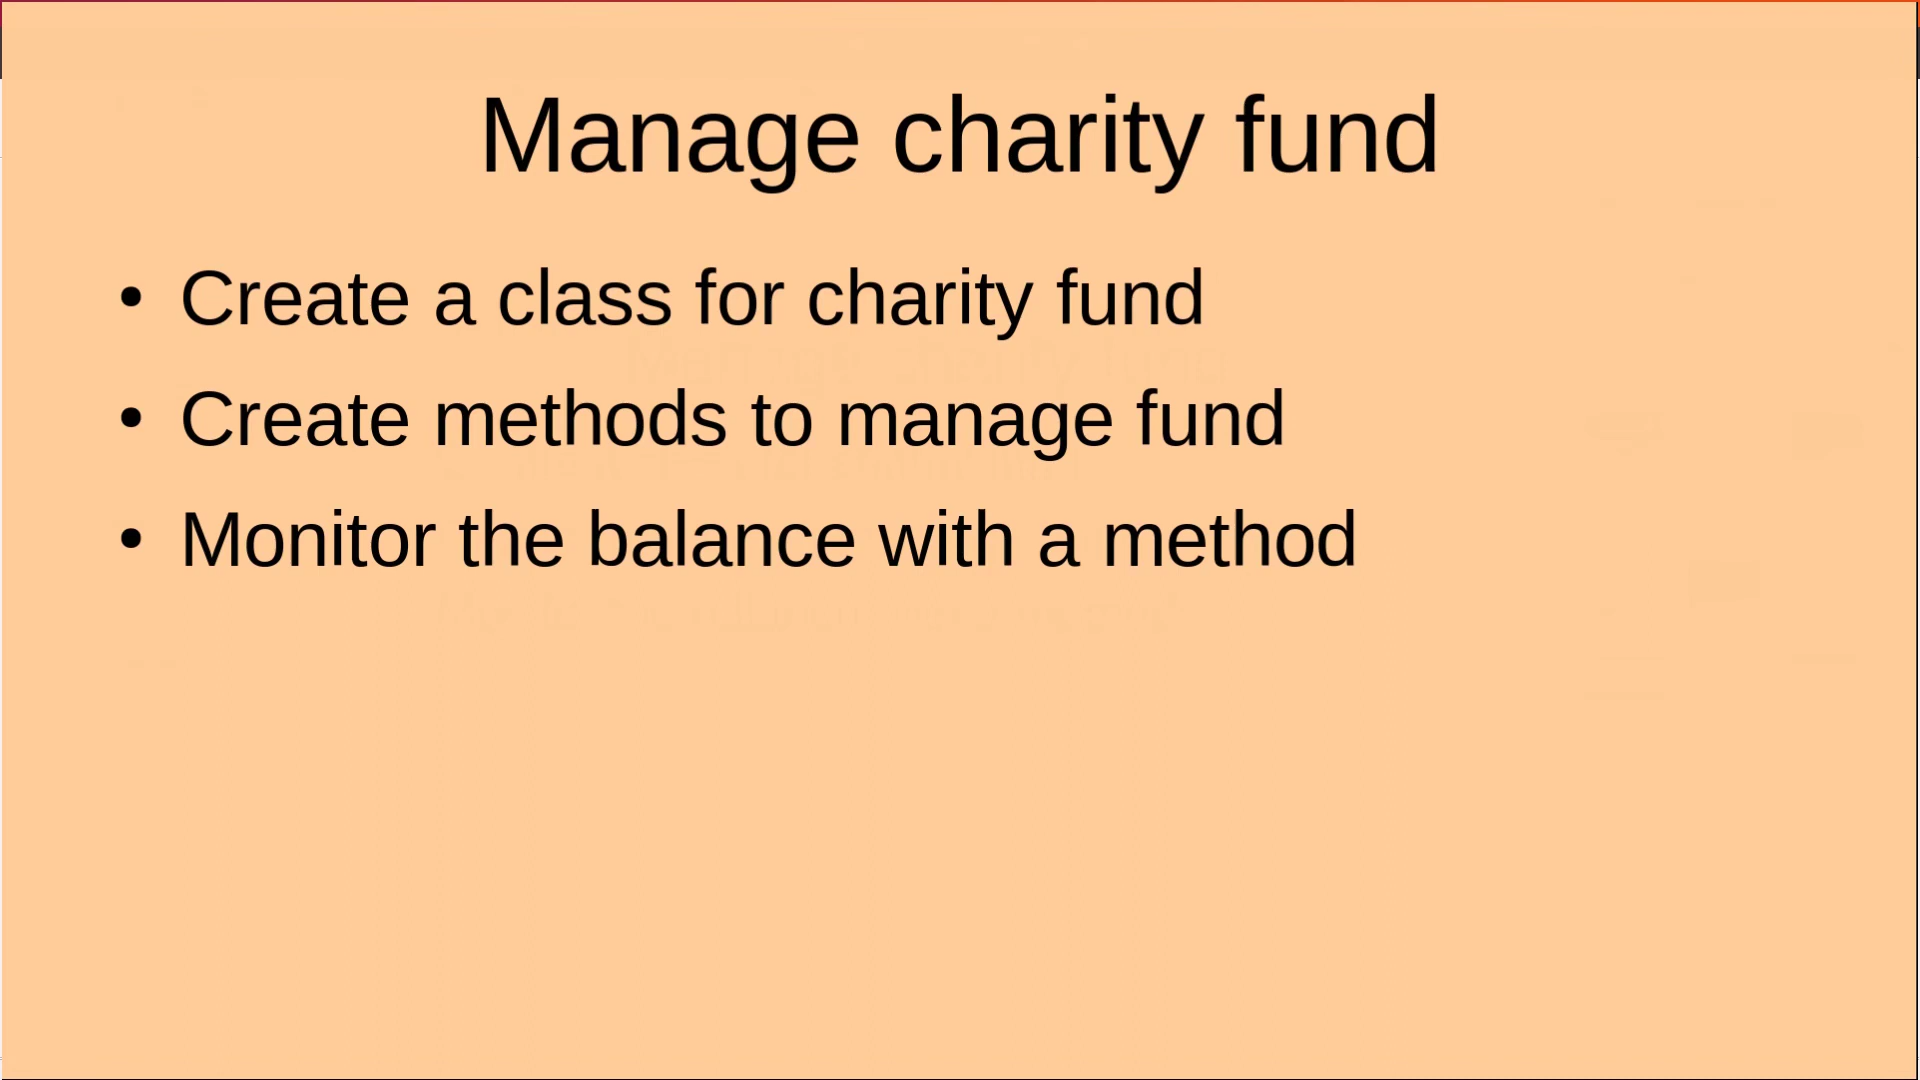 Manage charity fund
• Create a class for charity fund
• Create methods to manage fund
• Monitor the balance with a method